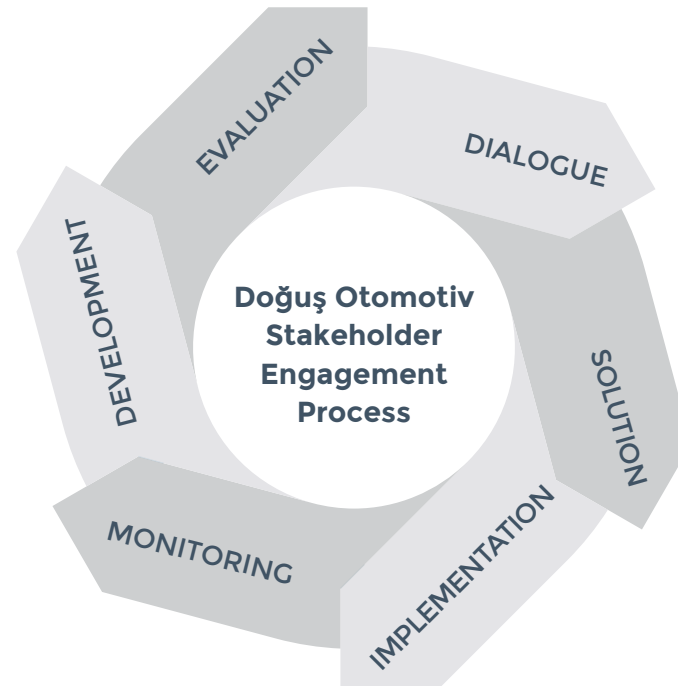 EVALUATION
DIALOGUE
SOLUTION
IMPLEMENTATION
MONITORING
DEVELOPMENT
Doğuş Otomotiv
Stakeholder
Engagement
Process